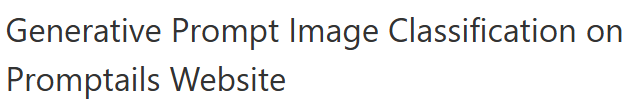 Generative Prompt Image Classification on
Promptails Website